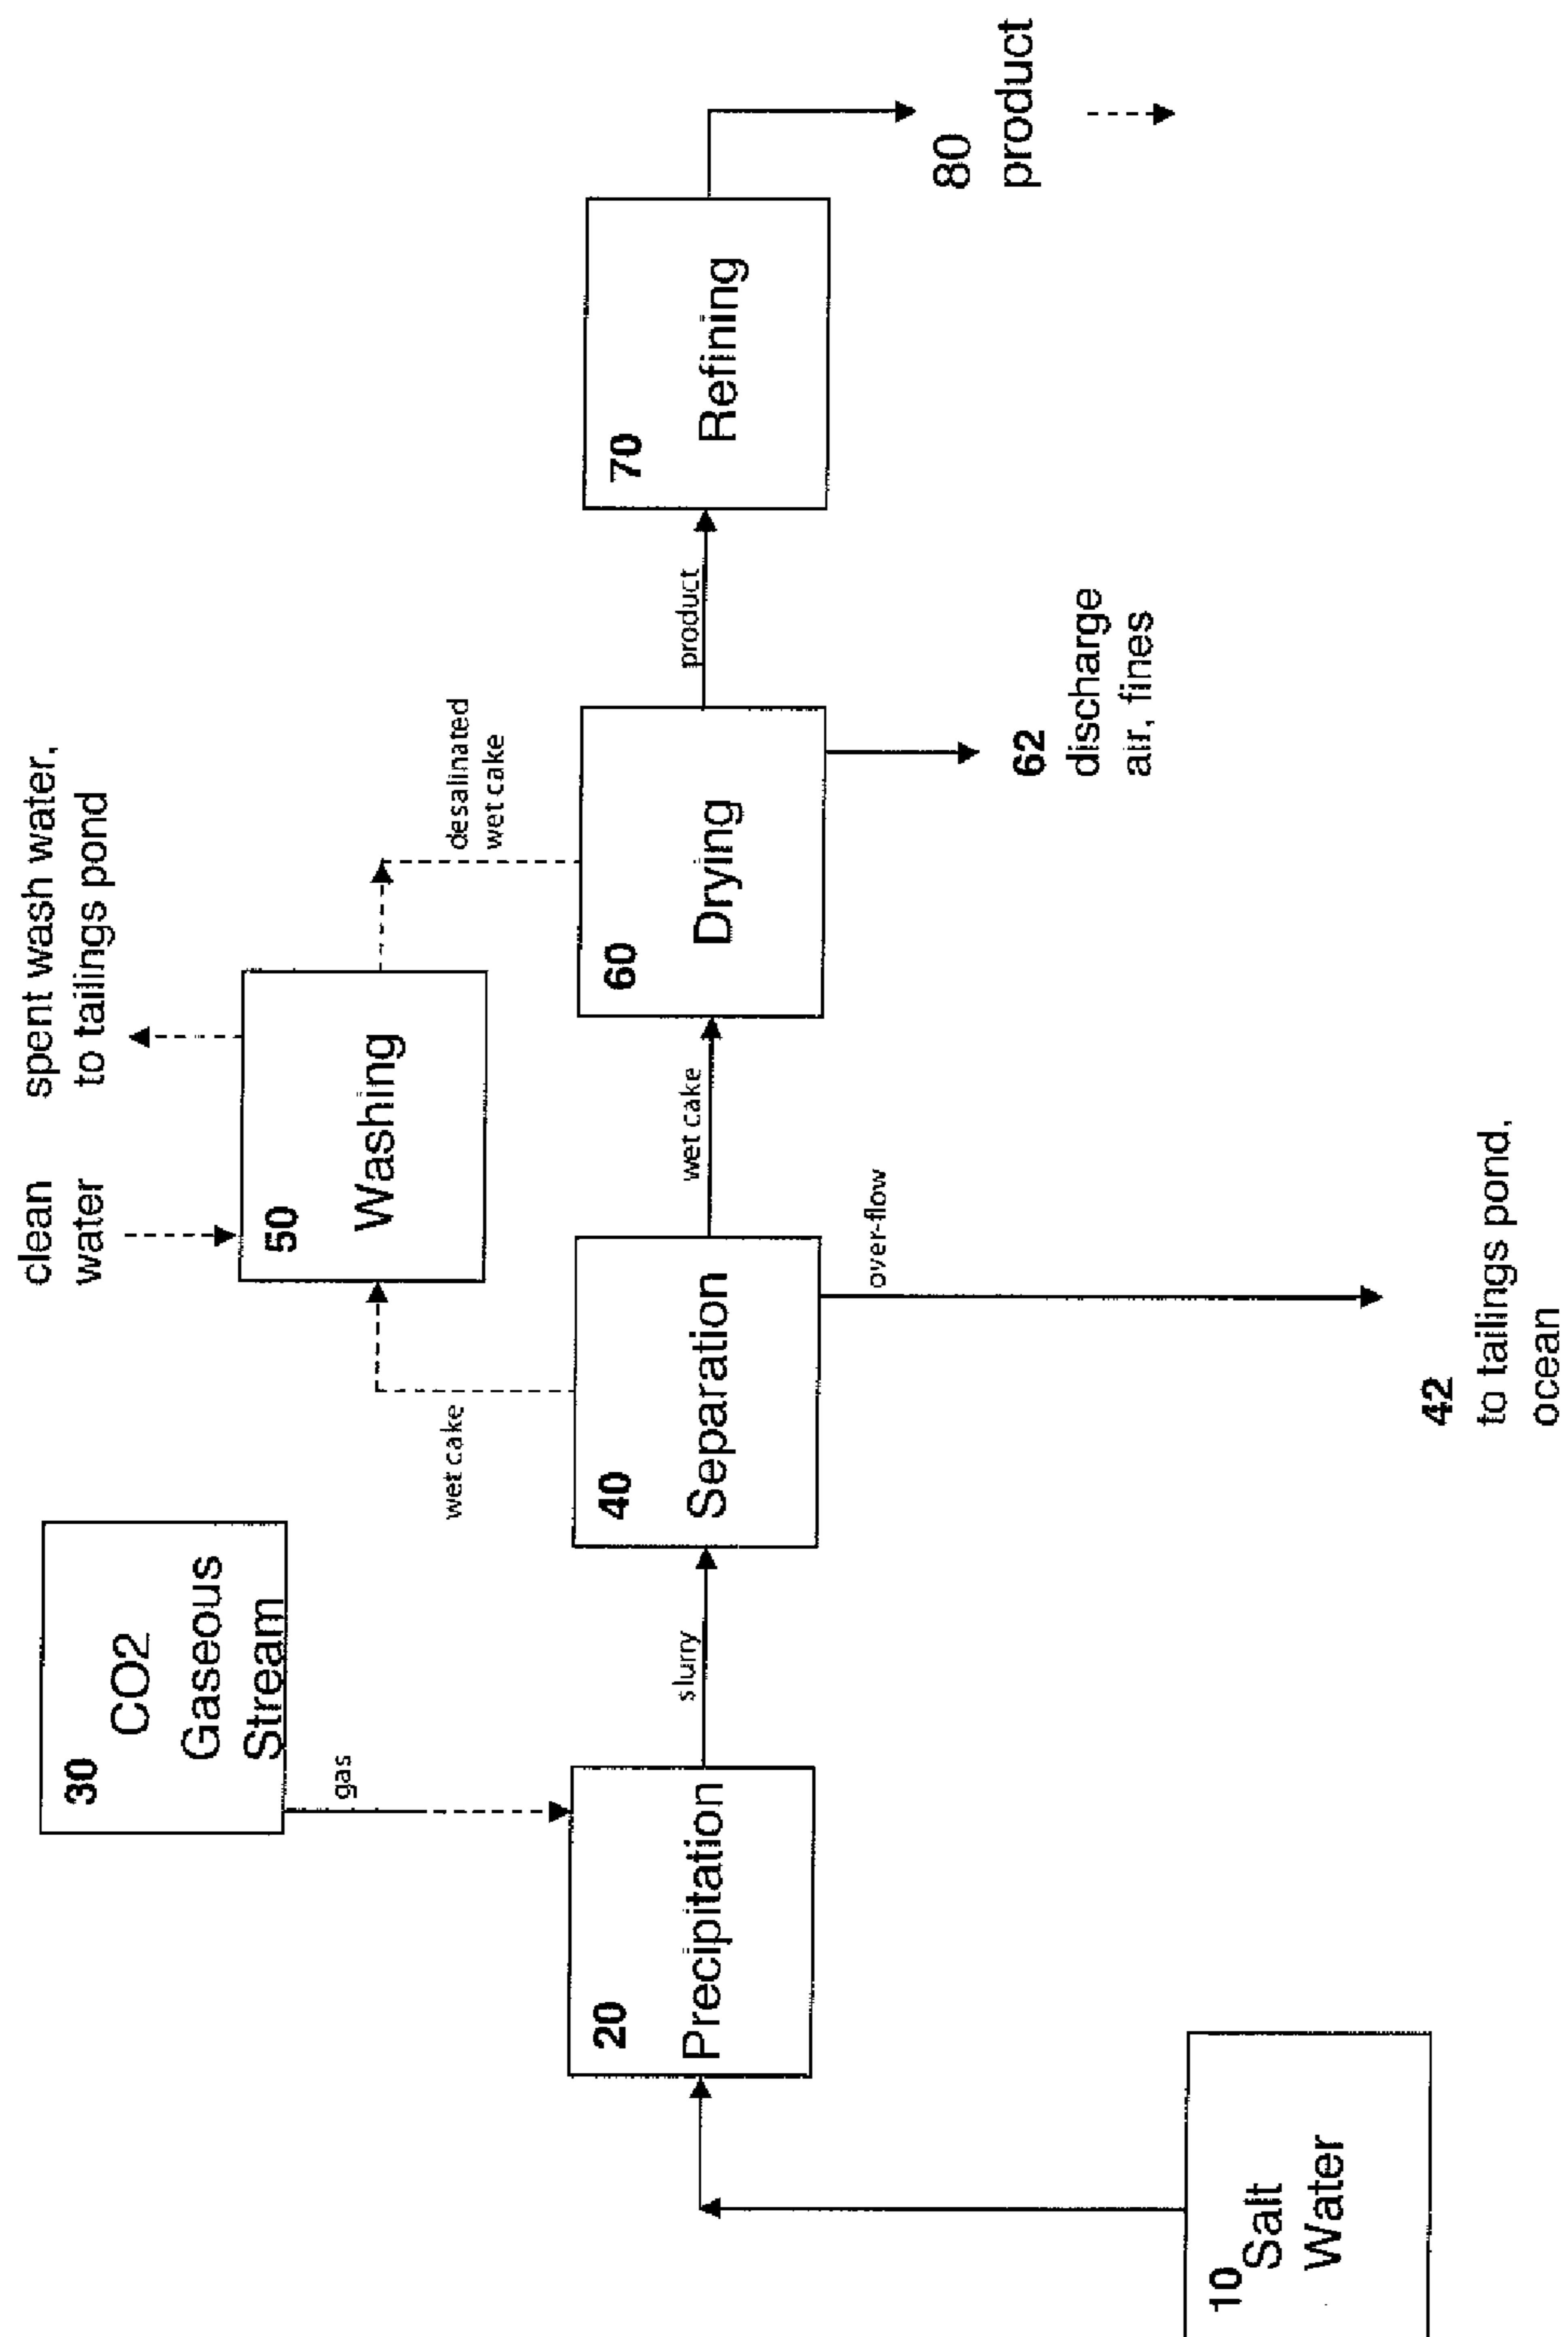 clean
water
spent wash water,
to tailings pond
30
CO2
Gaseous
Stream
gas
50
Washing
wet cake
desalinated
wet cake
20
Precipitation
slurry
40
Separation
wet cake
60
Drying
product
70
Refining
over-flow
62
discharge
air, fines
80
product
10
Salt
Water
42
to tailings pond,
ocean